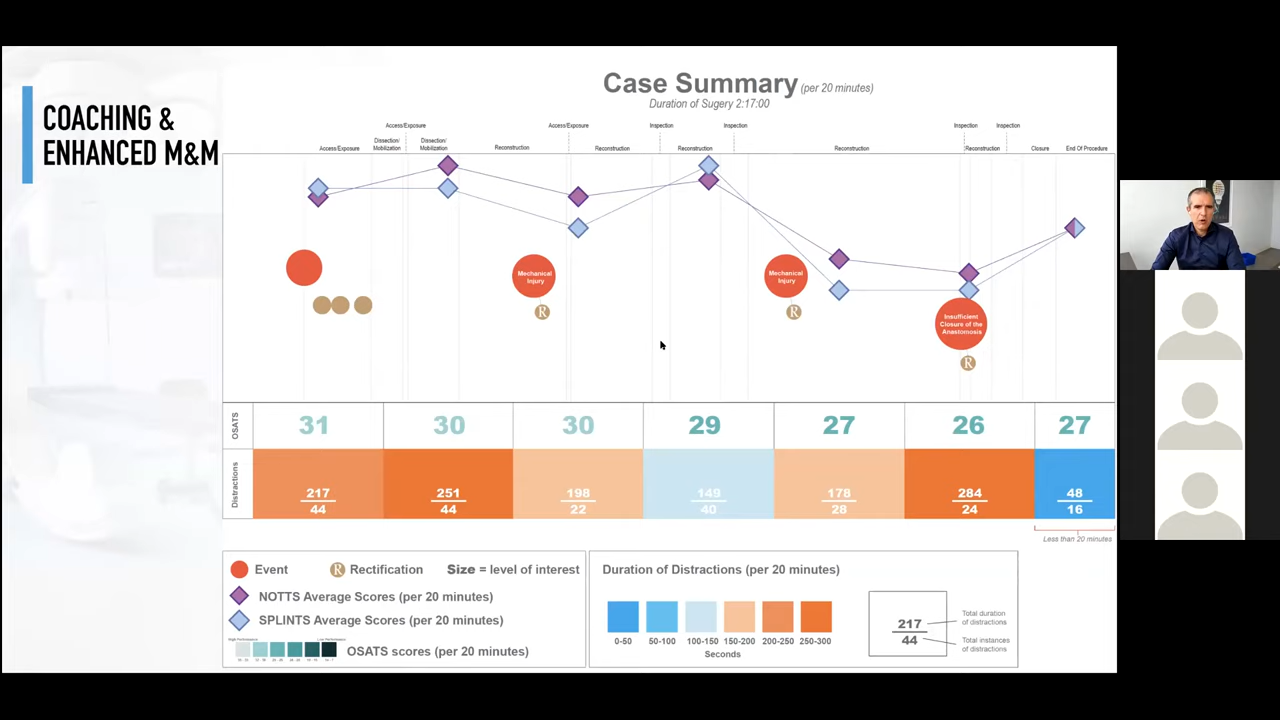 COACHING &
ENHANCED M&M
Case Summary (per 20 minutes)
Duration of Sugery 2:17:00
Access/Exposure
Access/Exposure
Inspection
Inspection
Inspection
Inspection
Access/Exposure
Dissection/
Mobilization
Dissection/
Mobilization
Reconstruction
Reconstruction
Reconstruction
Reconstruction
Reconstruction
Closure
End Of Procedure
Mechanical
Injury
R
Mechanical
Injury
R
Insufficient
Closure of the
Anastomosis
R
OSATS
31
30
30
29
27
26
27
Distractions
217
44
251
44
198
22
149
40
178
28
284
24
48
16
Less than 20 minutes
Event
R Rectification
Size = level of interest
NOTTS Average Scores (per 20 minutes)
SPLINTS Average Scores (per 20 minutes)
High Performance
Low Performance
OSATS scores (per 20 minutes)
Duration of Distractions (per 20 minutes)
0-50
50-100
100-150
150-200
200-250
250-300
Seconds
217
44
Total duration
of distractions
Total instances
of distractions